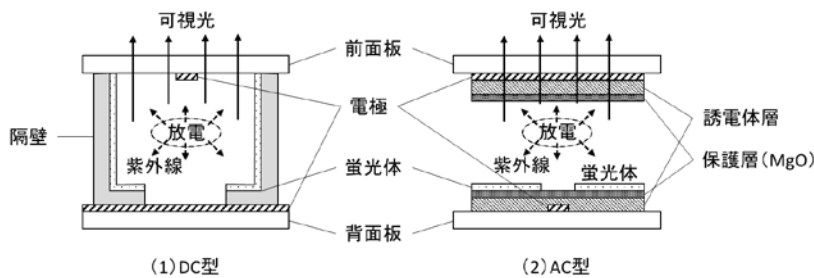 可視光
可視光
前面板
電極
誘電体層
隔壁
放電
放電
保護層(MgO)
紫外線
紫外線
蛍光体
蛍光体
背面板
(1)DC型
(2)AC型